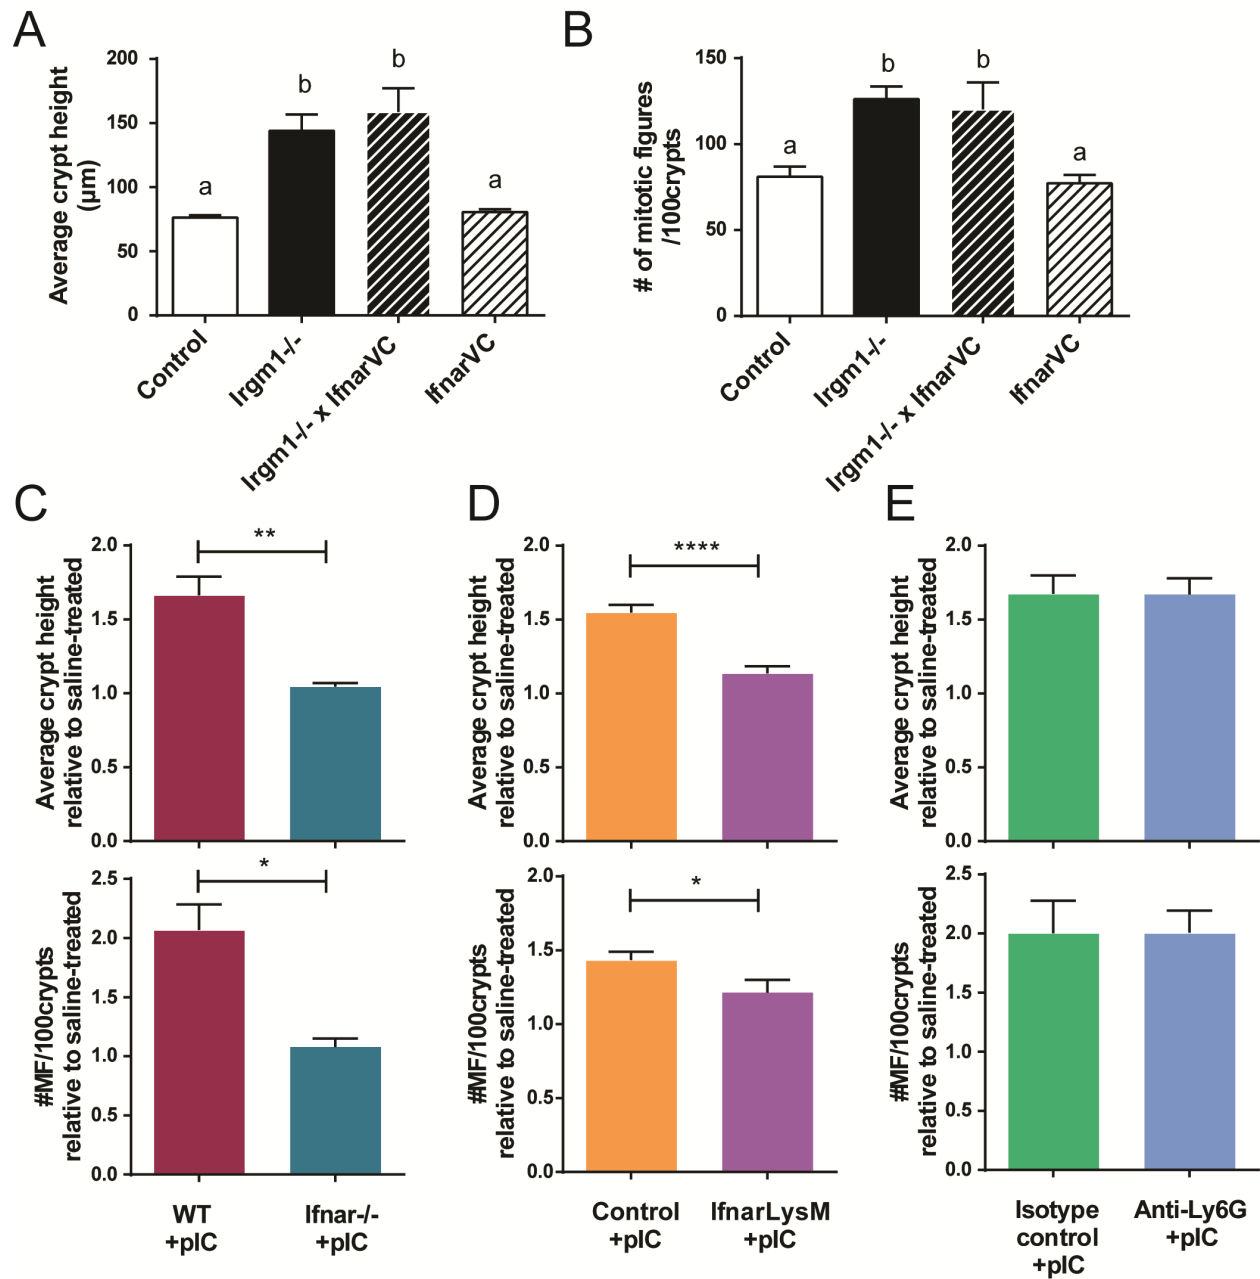 A
Average crypt height
(µm)
200
150
100
50
0
a
b
b
a
Control
Irgm1-/-
Irgm1-/- x IfnarVC
IfnarVC
B
# of mitotic figures
/100crypts
150
100
50
0
a
b
b
a
Control
Irgm1-/-
Irgm1-/- x IfnarVC
IfnarVC
C
Average crypt height
relative to saline-treated
2.0
1.5
1.0
0.5
0.0
**
#MF/100crypts
relative to saline-treated
2.5
2.0
1.5
1.0
0.5
0.0
*
WT
+pIC
Ifnar-/-
+pIC
D
Average crypt height
relative to saline-treated
2.0
1.5
1.0
0.5
0.0
****
#MF/100crypts
relative to saline-treated
2.0
1.5
1.0
0.5
0.0
*
Control
+pIC
IfnarLysM
+pIC
E
Average crypt height
relative to saline-treated
2.0
1.5
1.0
0.5
0.0
#MF/100crypts
relative to saline-treated
2.5
2.0
1.5
1.0
0.5
0.0
Isotype
control
+pIC
Anti-Ly6G
+pIC